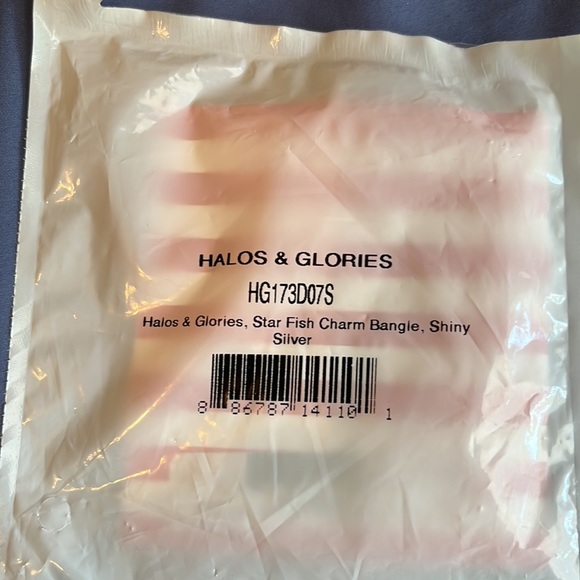 HALOS & GLORIES
HG173D07S
Halos & Glories, Star Fish Charm Bangle, Shiny
Silver
8 86787 14110 1